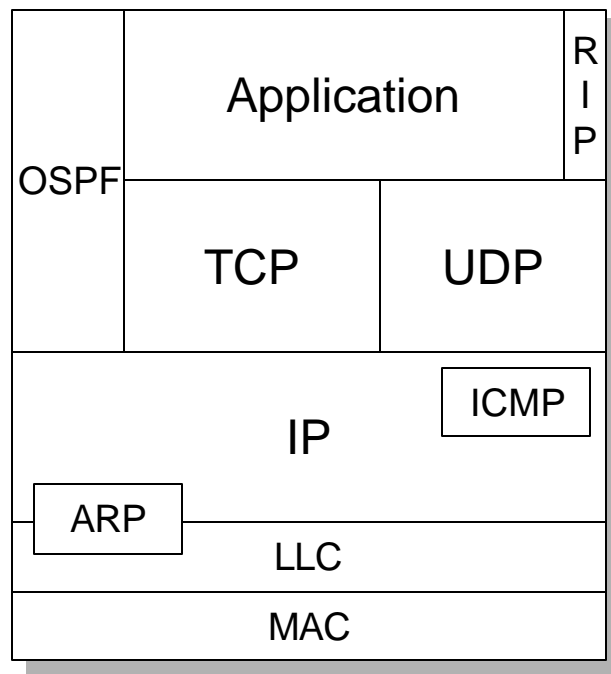 R
I
P
Application
OSPF
TCP
UDP
ICMP
IP
ARP
LLC
MAC